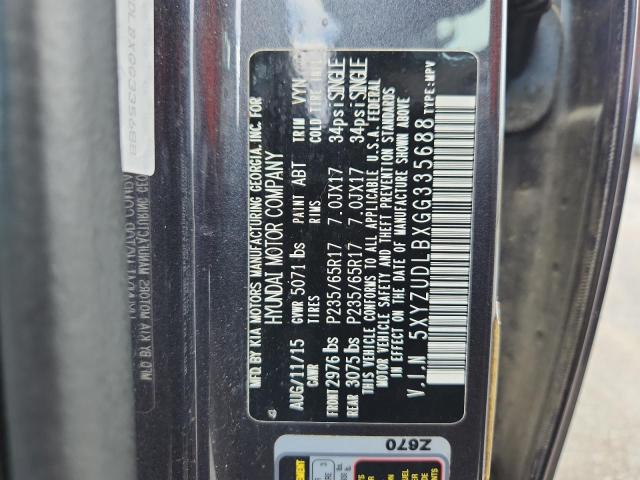 MFD BY KIA MOTORS MANUFACTURING GEORGIA, INC. FOR
HYUNDAI MOTOR COMPANY
AUG/11/15 GVWR 5071 lbs PAINT ABT TRIM VYN
GAWR TIRES RIMS COLD
FRONT 2976 lbs P235/65R17 7.0JX17 34psi SINGLE
REAR 3075 lbs P235/65R17 7.0JX17 34psi SINGLE
THIS VEHICLE CONFORMS TO ALL APPLICABLE U.S.A. FEDERAL
MOTOR VEHICLE SAFETY AND THEFT PREVENTION STANDARDS
IN EFFECT ON THE DATE OF MANUFACTURE SHOWN ABOVE
V.I.N 5XYZUDLBXGG335688 TYPE:MPV
Z670